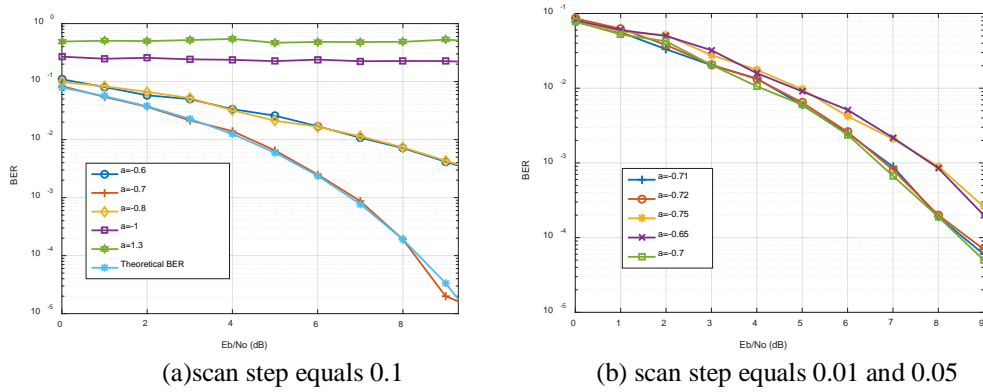 10 0
10 -1
10 -2
10 -3
10 -4
10 -5
BER
a=-0.6
a=-0.7
a=-0.8
a=-1
a=1.3
Theoretical BER
0 2 4 6 8
Eb/No (dB)
(a)scan step equals 0.1
10 -1
10 -2
10 -3
10 -4
10 -5
BER
a=-0.71
a=-0.72
a=-0.75
a=-0.65
a=-0.7
0 1 2 3 4 5 6 7 8 9
Eb/No (dB)
(b) scan step equals 0.01 and 0.05